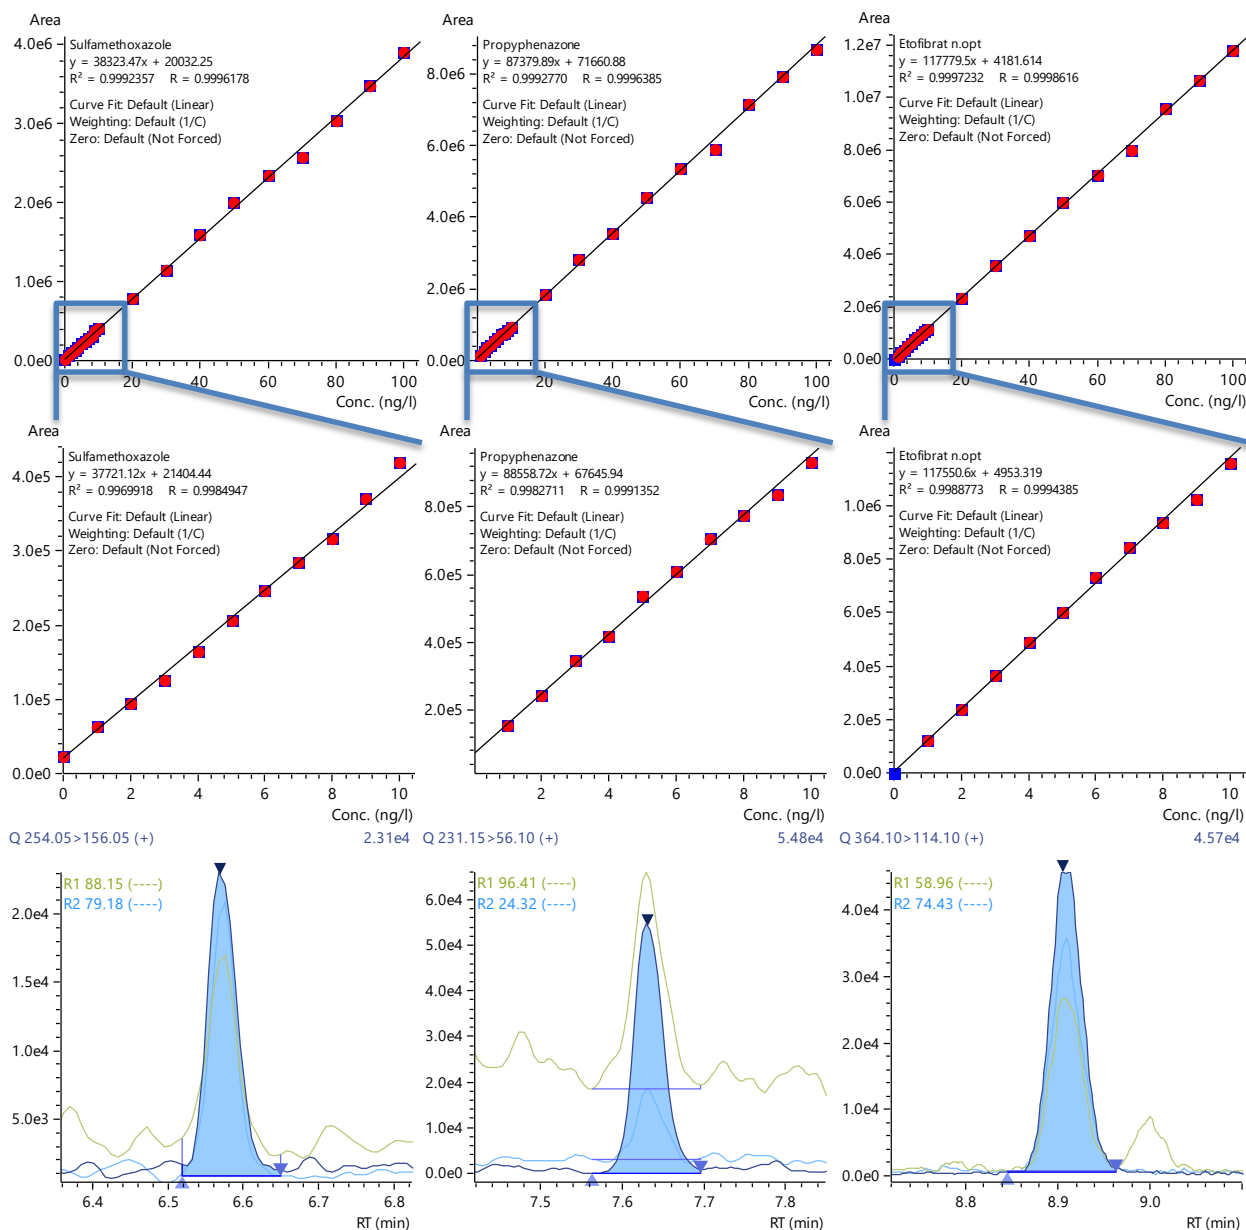 Area
Sulfamethoxazole
y = 38323.47x + 20032.25
R² = 0.9992357 R = 0.9996178
Curve Fit: Default (Linear)
Weighting: Default (1/C)
Zero: Default (Not Forced)
4.0e6
3.0e6
2.0e6
1.0e6
0.0e0
0 20 40 60 80 100
Conc. (ng/l)
Area
Propyphenazone
y = 87379.89x + 71660.88
R² = 0.9992770 R = 0.9996385
Curve Fit: Default (Linear)
Weighting: Default (1/C)
Zero: Default (Not Forced)
8.0e6
6.0e6
4.0e6
2.0e6
0.0e0
20 40 60 80 100
Conc. (ng/l)
Area
Etofibrat n.opt
y = 117779.5x + 4181.614
R² = 0.9997232 R = 0.9998616
Curve Fit: Default (Linear)
Weighting: Default (1/C)
Zero: Default (Not Forced)
1.2e7
1.0e7
8.0e6
6.0e6
4.0e6
2.0e6
0.0e0
0 20 40 60 80 100
Conc. (ng/l)
Area
Sulfamethoxazole
y = 37721.12x + 21404.44
R² = 0.9969918 R = 0.9984947
Curve Fit: Default (Linear)
Weighting: Default (1/C)
Zero: Default (Not Forced)
4.0e5
3.0e5
2.0e5
1.0e5
0.0e0
0 2 4 6 8 10
Conc. (ng/l)
Area
Propyphenazone
y = 88558.72x + 67645.94
R² = 0.9982711 R = 0.9991352
Curve Fit: Default (Linear)
Weighting: Default (1/C)
Zero: Default (Not Forced)
8.0e5
6.0e5
4.0e5
2.0e5
2 4 6 8 10
Conc. (ng/l)
Area
Etofibrat n.opt
y = 117550.6x + 4953.319
R² = 0.9988773 R = 0.9994385
Curve Fit: Default (Linear)
Weighting: Default (1/C)
Zero: Default (Not Forced)
1.0e6
8.0e5
6.0e5
4.0e5
2.0e5
0.0e0
0 2 4 6 8 10
Conc. (ng/l)
Q 254.05>156.05 (+) 2.31e4
R1 88.15 (----)
R2 79.18 (----)
2.0e4
1.5e4
1.0e4
5.0e3
6.4 6.5 6.6 6.7 6.8
RT (min)
Q 231.15>56.10 (+) 5.48e4
R1 96.41 (----)
R2 24.32 (----)
6.0e4
5.0e4
4.0e4
3.0e4
2.0e4
1.0e4
0.0e0
7.5 7.6 7.7 7.8
RT (min)
Q 364.10>114.10 (+) 4.57e4
R1 58.96 (----)
R2 74.43 (----)
4.0e4
3.0e4
2.0e4
1.0e4
0.0e0
8.8 8.9 9.0
RT (min)